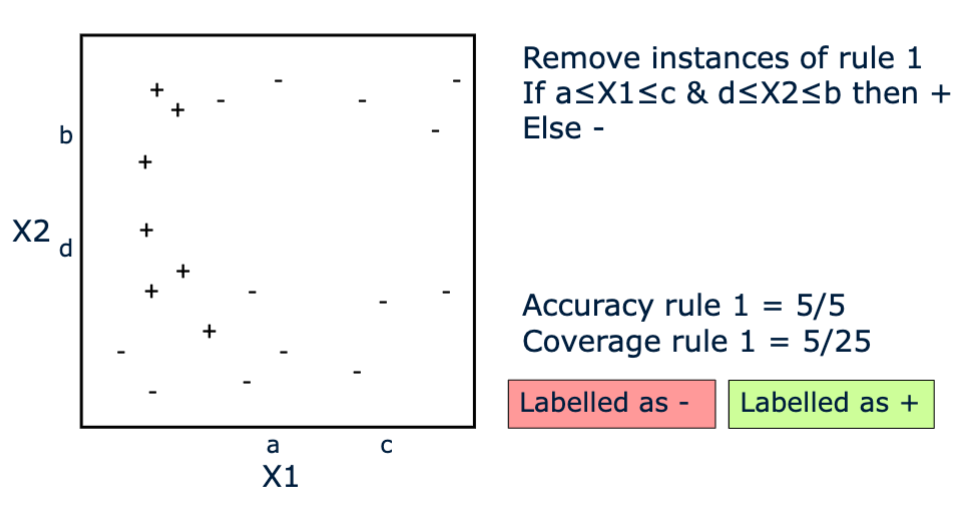 Remove instances of rule 1
If a≤X1≤c & d≤X2≤b then +
Else -
b
X2
d
Accuracy rule 1 = 5/5
Coverage rule 1 = 5/25
Labelled as -
Labelled as +
a
c
X1